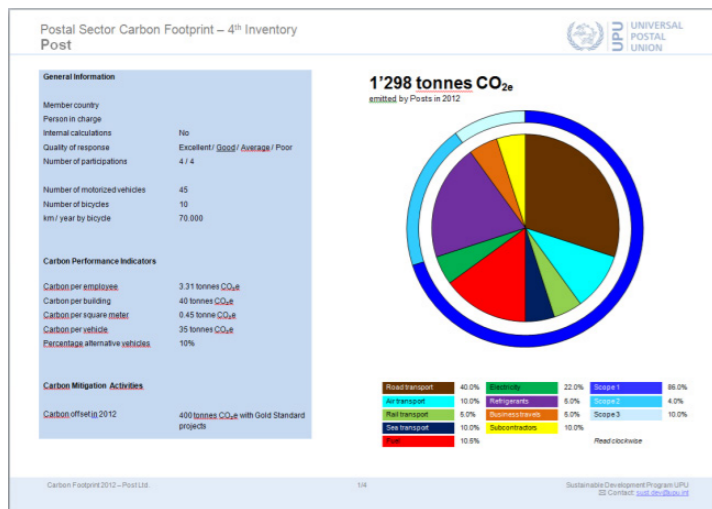 Postal Sector Carbon Footprint – 4th Inventory
Post
UPU
UNIVERSAL
POSTAL
UNION
General Information
Member country
Person in charge
Internal calculations No
Quality of response Excellent / Good / Average / Poor
Number of participations 4 / 4
Number of motorized vehicles 45
Number of bicycles 10
km / year by bicycle 70.000
Carbon Performance Indicators
Carbon per employee 3.31 tonnes CO₂e
Carbon per building 40 tonnes CO₂e
Carbon per square meter 0.45 tonne CO₂e
Carbon per vehicle 35 tonnes CO₂e
Percentage alternative vehicles 10%
Carbon Mitigation Activities
Carbon offset in 2012 400 tonnes CO₂e with Gold Standard
projects
1'298 tonnes CO₂e
emitted by Posts in 2012
Road transport 40.0% Electricity 22.0% Scope 1 86.0%
Air transport 10.0% Refrigerants 5.0% Scope 2 4.0%
Rail transport 5.0% Business travels 5.0% Scope 3 10.0%
Sea transport 10.0% Subcontractors 10.0%
Fuel 10.5% Read clockwise
Carbon Footprint 2012 – Post Ltd. 1/4 Sustainable Development Program UPU
Contact: sust.dev@upu.int